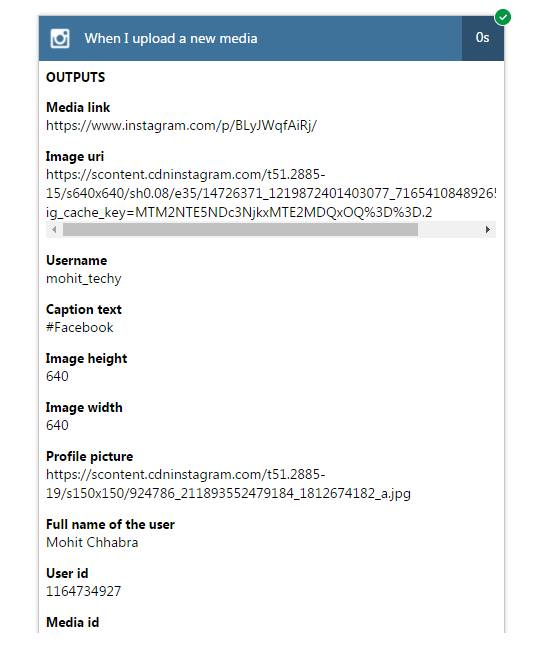 When I upload a new media
0s
OUTPUTS
Media link
https://www.instagram.com/p/BLyJWqfAiRj/
Image uri
https://scontent.cdninstagram.com/t51.2885-
15/s640x640/sh0.08/e35/14726371_1219872401403077_7165410848926
ig_cache_key=MTM2NTE5NDc3NjkxMTE2MDQxOQ%3D%3D.2
Username
mohit_techy
Caption text
#Facebook
Image height
640
Image width
640
Profile picture
https://scontent.cdninstagram.com/t51.2885-
19/s150x150/924786_211893552479184_1812674182_a.jpg
Full name of the user
Mohit Chhabra
User id
1164734927
Media id